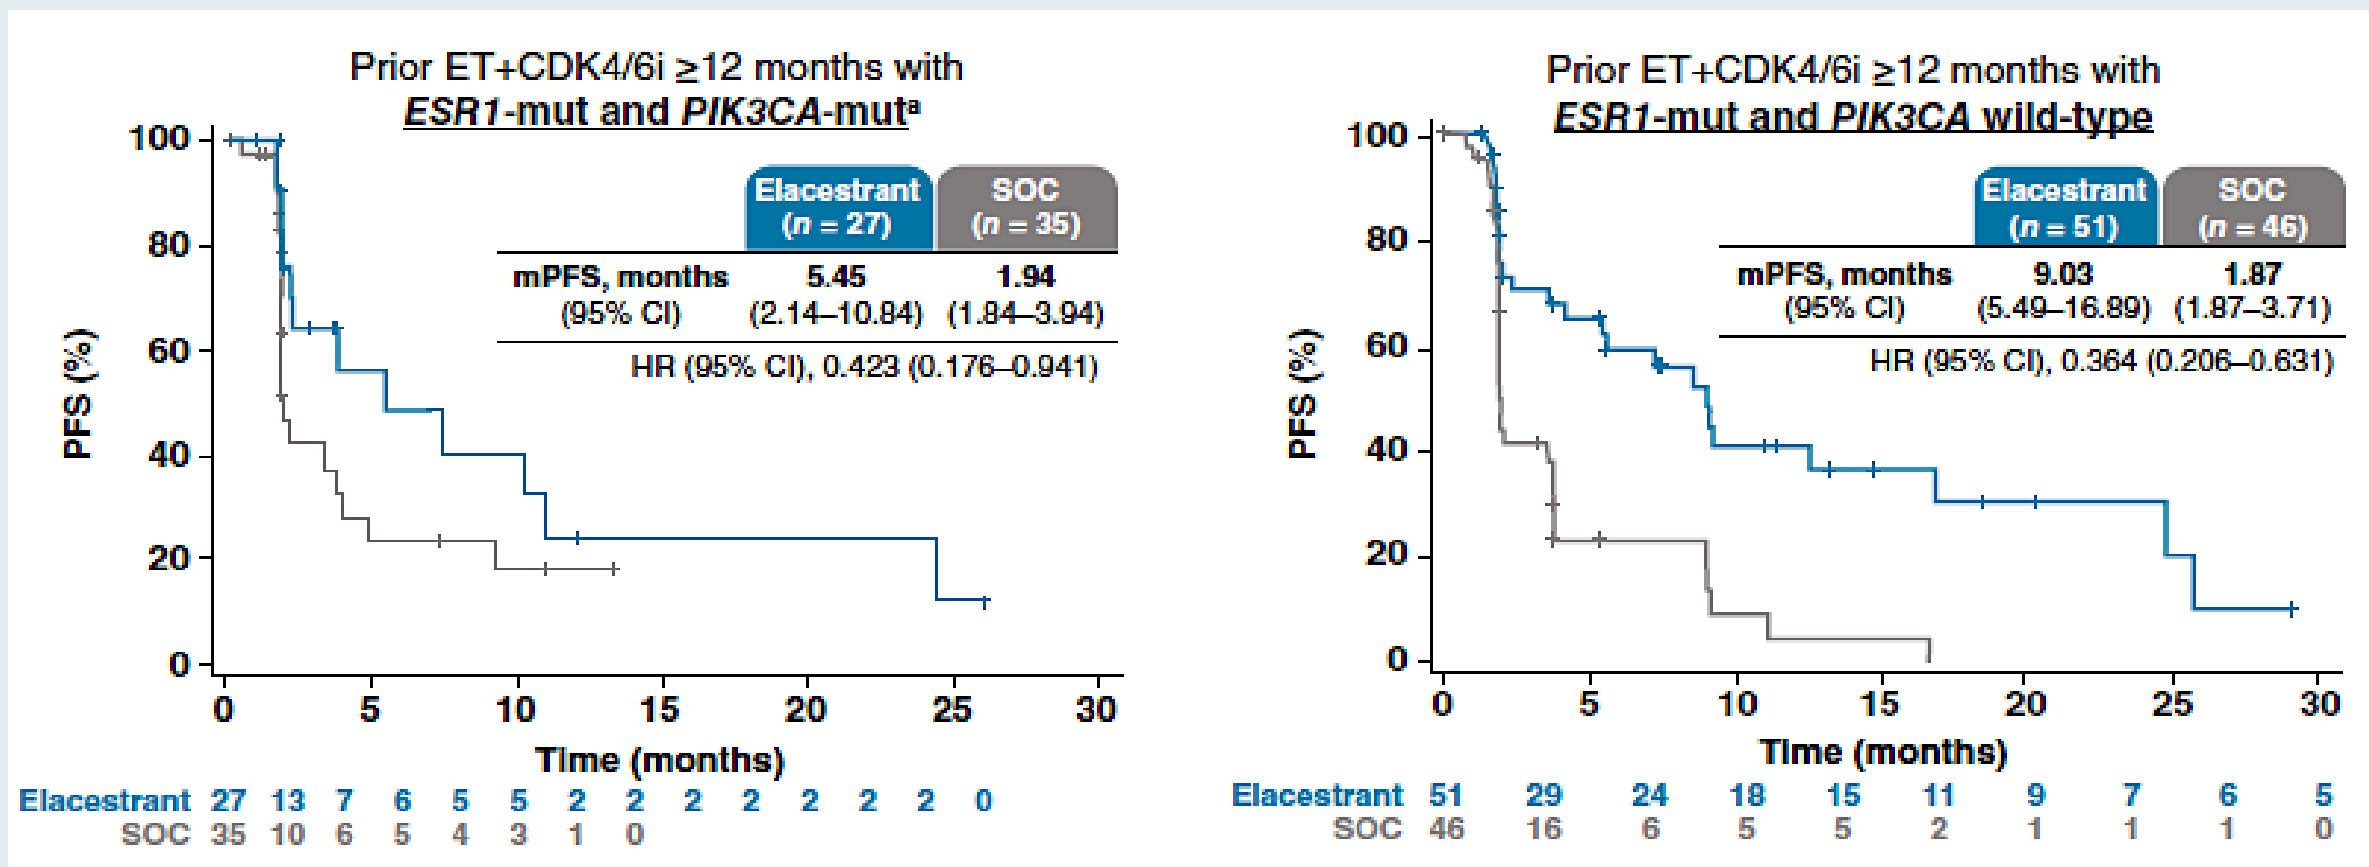 Prior ET+CDK4/6i ≥12 months with
ESR1-mut and PIK3CA-mutᵃ
Elacestrant
(n = 27)
SOC
(n = 35)
mPFS, months 5.45 1.94
(95% CI) (2.14–10.84) (1.84–3.94)
HR (95% CI), 0.423 (0.176–0.941)
PFS (%)
100
80
60
40
20
0
0 5 10 15 20 25 30
Time (months)
Elacestrant 27 13 7 6 5 5 2 2 2 2 2 2 2 0
SOC 35 10 6 5 4 3 1 0
Prior ET+CDK4/6i ≥12 months with
ESR1-mut and PIK3CA wild-type
Elacestrant
(n = 51)
SOC
(n = 46)
mPFS, months 9.03 1.87
(95% CI) (5.49–16.89) (1.87–3.71)
HR (95% CI), 0.364 (0.206–0.631)
PFS (%)
100
80
60
40
20
0
0 5 10 15 20 25 30
Time (months)
Elacestrant 51 29 24 18 15 11 9 7 6 5
SOC 46 16 6 5 5 2 1 1 1 0